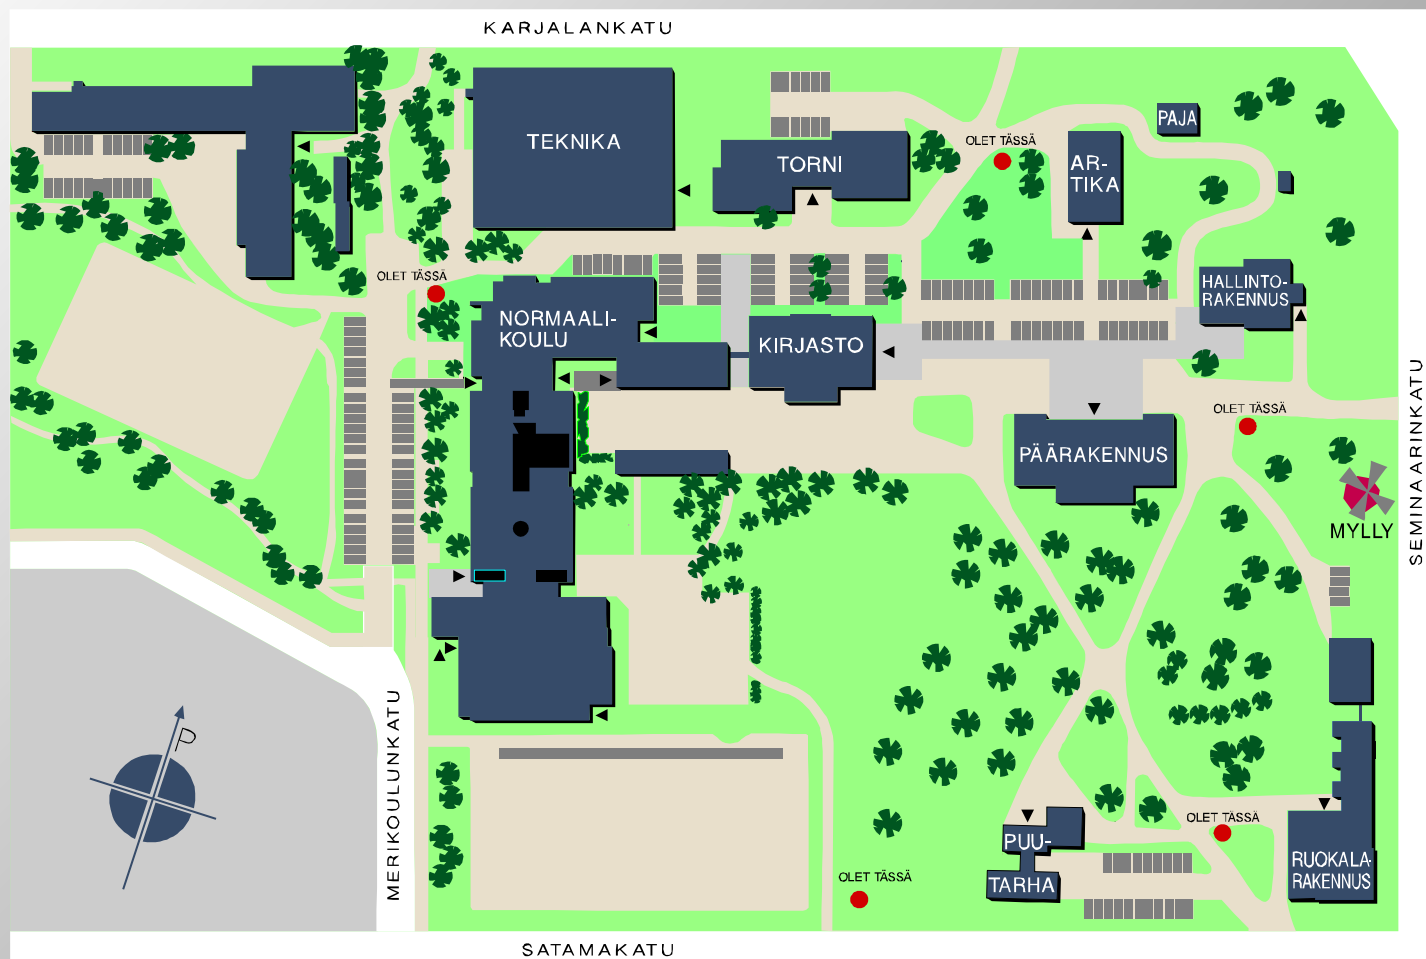 KARJALANKATU
PAJA
TEKNIKA
OLET TÄSSÄ
TORNI
AR-
TIKA
OLET TÄSSÄ
HALLINTO-
RAKENNUS
NORMAALI-
KOULU
KIRJASTO
OLET TÄSSÄ
PÄÄRAKENNUS
SEMINAARINKATU
MYLLY
MERIKOULUNKATU
P
OLET TÄSSÄ
PUU-
TARHA
RUOKALA-
RAKENNUS
OLET TÄSSÄ
SATAMAKATU